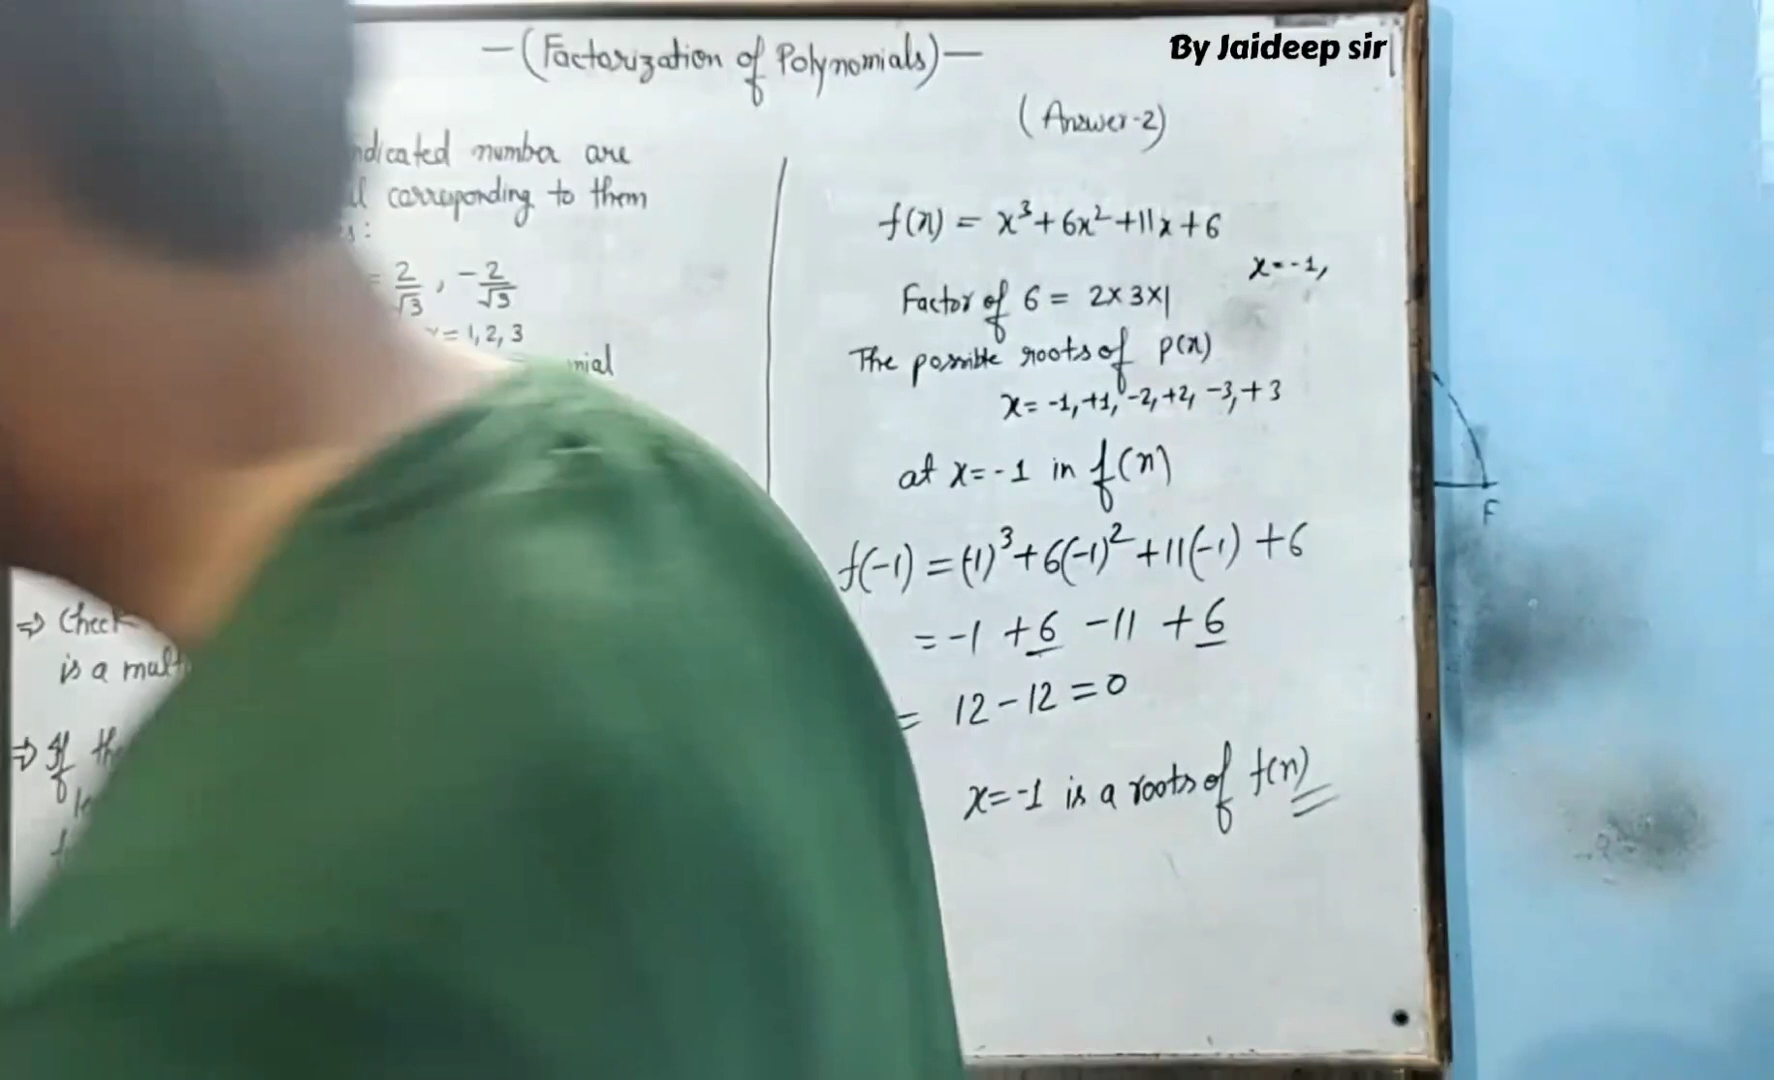 —(Factorization of Polynomials)—
By Jaideep sir
(Answer-2)
ndicated number are
corresponding to them
= 2/√3, -2/√3
= 1, 2, 3
nial
⇒ Check
is a mult
⇒ If th
f(x) = x³ + 6x² + 11x + 6
x = -1,
Factor of 6 = 2×3×1
The possible roots of p(x)
x = -1, +1, -2, +2, -3, +3
at x = -1 in f(x)
f(-1) = (-1)³ + 6(-1)² + 11(-1) + 6
= -1 + 6 - 11 + 6
= 12 - 12 = 0
x = -1 is a roots of f(x)
F